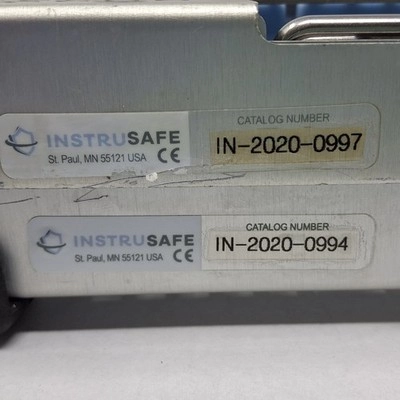 INSTRUSAFE
St. Paul, MN 55121 USA CE
CATALOG NUMBER
IN-2020-0997
INSTRUSAFE
St. Paul, MN 55121 USA CE
CATALOG NUMBER
IN-2020-0994